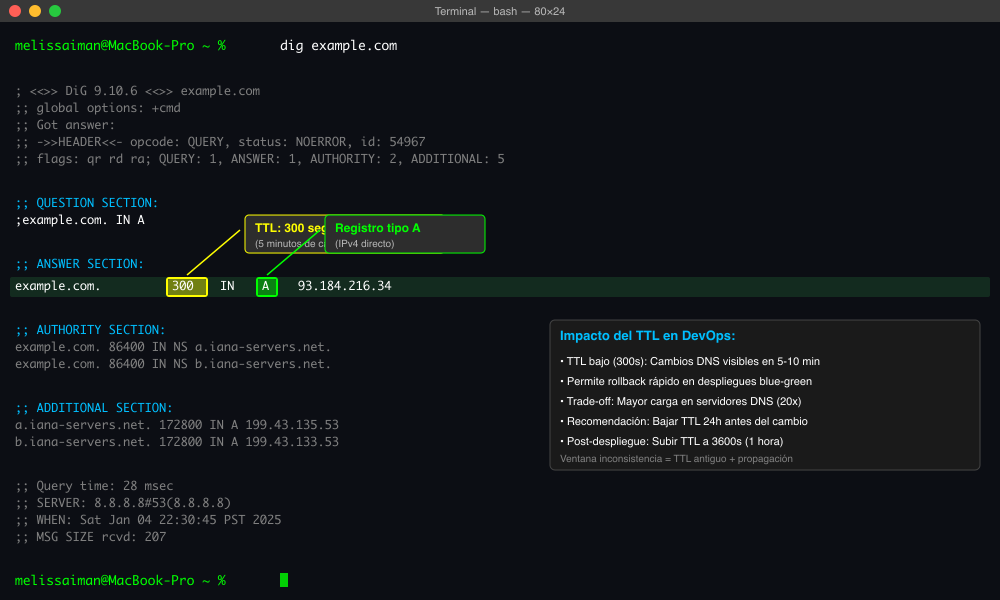 Terminal — bash — 80×24
melissaiman@MacBook-Pro ~ % dig example.com
; <<>> DiG 9.10.6 <<>> example.com
;; global options: +cmd
;; Got answer:
;; ->>HEADER<<- opcode: QUERY, status: NOERROR, id: 54967
;; flags: qr rd ra; QUERY: 1, ANSWER: 1, AUTHORITY: 2, ADDITIONAL: 5
;; QUESTION SECTION:
;example.com. IN A
TTL: 300 seg
(5 minutos de
Registro tipo A
(IPv4 directo)
;; ANSWER SECTION:
example.com. 300 IN A 93.184.216.34
;; AUTHORITY SECTION:
example.com. 86400 IN NS a.iana-servers.net.
example.com. 86400 IN NS b.iana-servers.net.
;; ADDITIONAL SECTION:
a.iana-servers.net. 172800 IN A 199.43.135.53
b.iana-servers.net. 172800 IN A 199.43.133.53
Impacto del TTL en DevOps:
• TTL bajo (300s): Cambios DNS visibles en 5-10 min
• Permite rollback rápido en despliegues blue-green
• Trade-off: Mayor carga en servidores DNS (20x)
• Recomendación: Bajar TTL 24h antes del cambio
• Post-despliegue: Subir TTL a 3600s (1 hora)
Ventana inconsistencia = TTL antiguo + propagación
;; Query time: 28 msec
;; SERVER: 8.8.8.8#53(8.8.8.8)
;; WHEN: Sat Jan 04 22:30:45 PST 2025
;; MSG SIZE rcvd: 207
melissaiman@MacBook-Pro ~ %